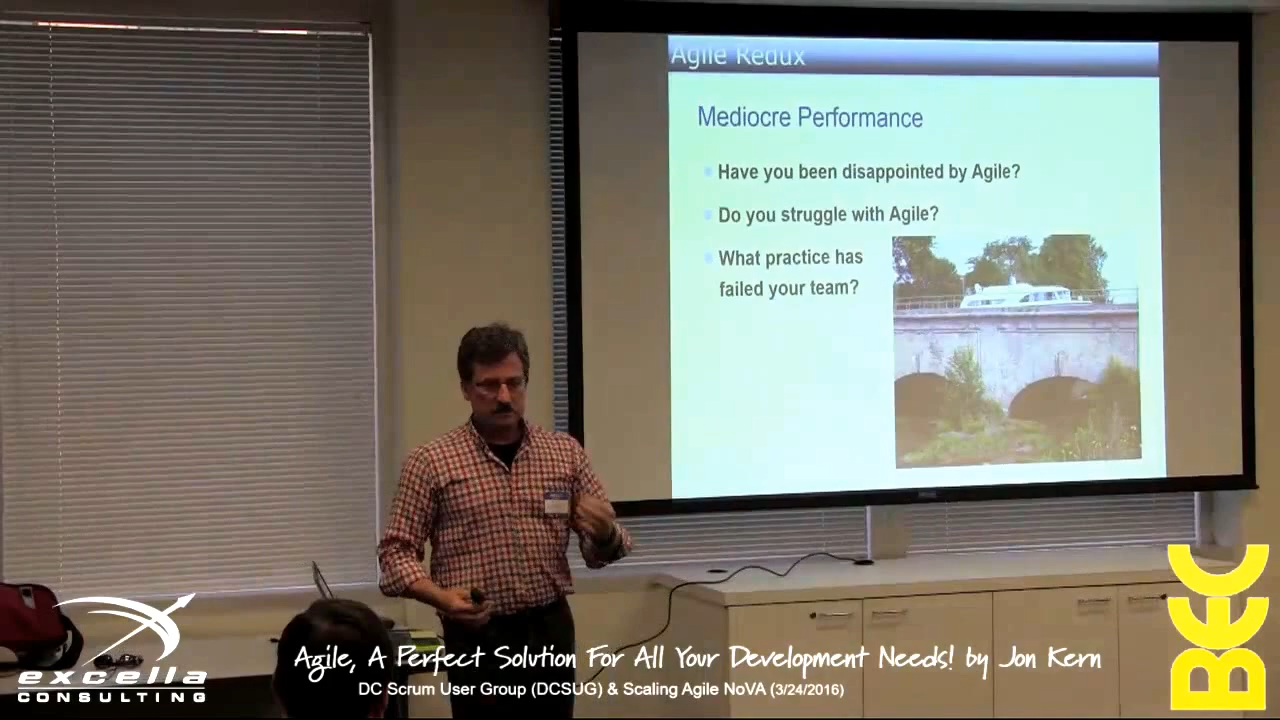 Agile Redux
Mediocre Performance
Have you been disappointed by Agile?
Do you struggle with Agile?
What practice has
failed your team?
excella
CONSULTING
Agile, A Perfect Solution For All Your Development Needs! by Jon Kern
DC Scrum User Group (DCSUG) & Scaling Agile NoVA (3/24/2016)